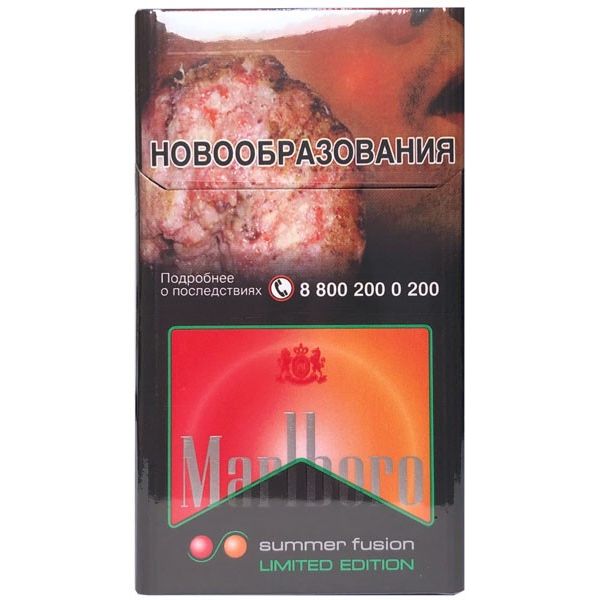 НОВООБРАЗОВАНИЯ
Подробнее
о последствиях 8 800 200 0 200
Marlboro
summer fusion
LIMITED EDITION